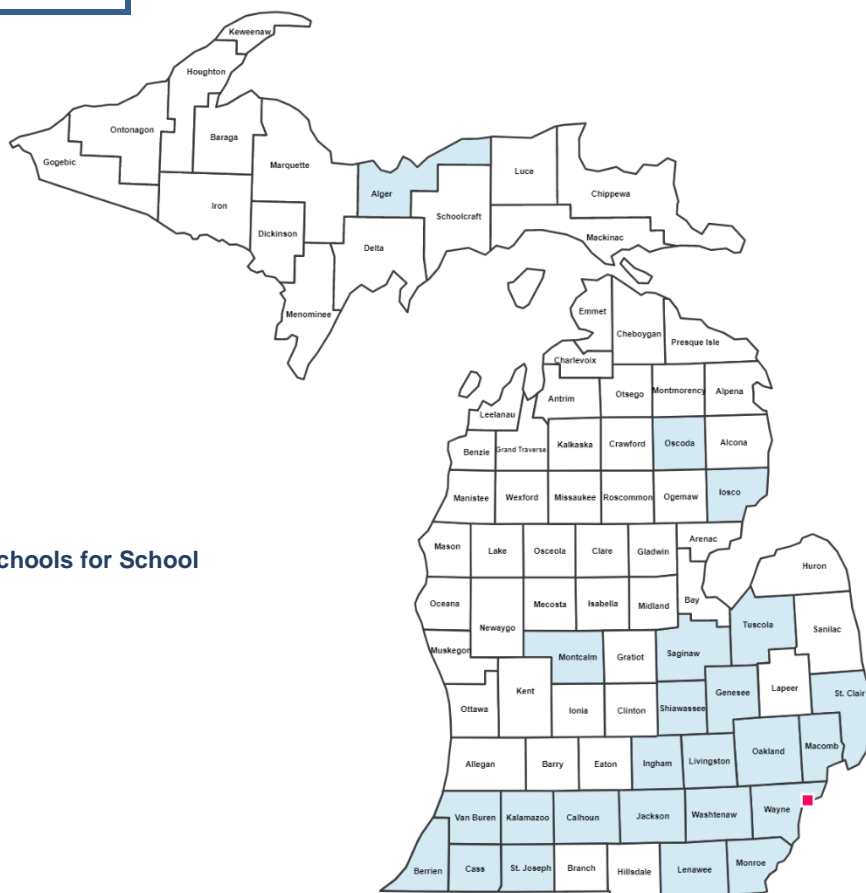 Keweenaw
Houghton
Ontonagon
Baraga
Gogebic
Marquette
Luce
Alger
Chippewa
Iron
Schoolcraft
Dickinson
Mackinac
Delta
Menominee
Emmet
Cheboygan
Presque Isle
Charlevoix
Antrim
Otsego
Montmorency
Alpena
Leelanau
Benzie
Grand Traverse
Kalkaska
Crawford
Oscoda
Alcona
Manistee
Wexford
Missaukee
Roscommon
Ogemaw
Iosco
chools for School
Mason
Lake
Osceola
Clare
Gladwin
Arenac
Huron
Oceana
Newaygo
Mecosta
Isabella
Midland
Bay
Tuscola
Sanilac
Muskegon
Montcalm
Gratiot
Saginaw
Kent
Shiawassee
Genesee
Lapeer
St. Clair
Ottawa
Ionia
Clinton
Allegan
Barry
Eaton
Ingham
Livingston
Oakland
Macomb
Van Buren
Kalamazoo
Calhoun
Jackson
Washtenaw
Wayne
Berrien
Cass
St. Joseph
Branch
Hillsdale
Lenawee
Monroe